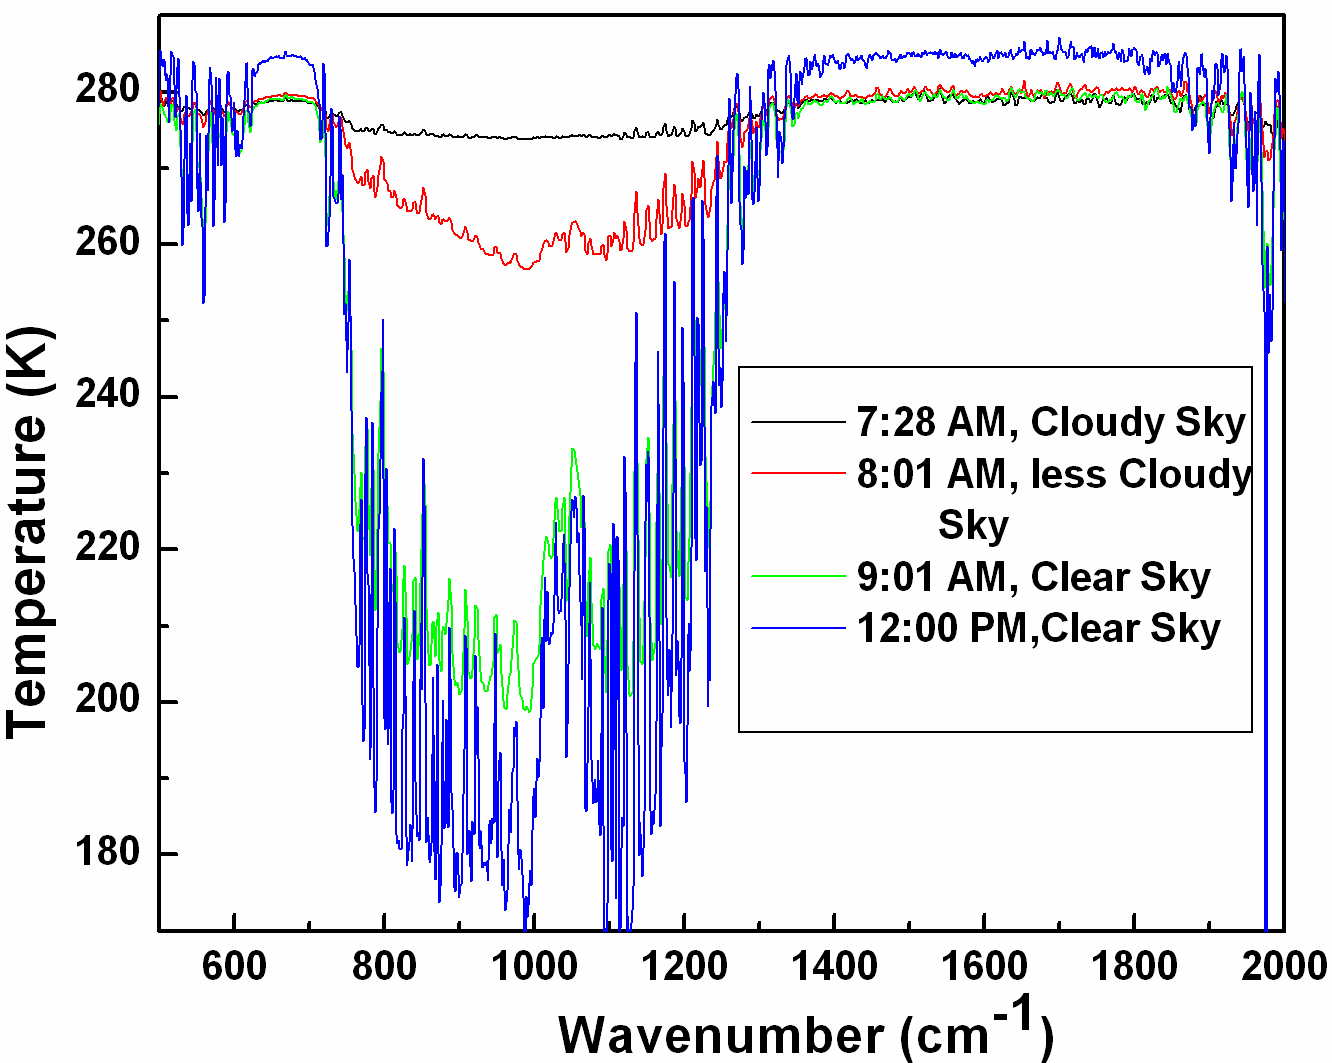 280
260
240
220
200
180
Temperature (K)
7:28 AM, Cloudy Sky
8:01 AM, less Cloudy
Sky
9:01 AM, Clear Sky
12:00 PM,Clear Sky
600 800 1000 1200 1400 1600 1800 2000
Wavenumber (cm-1)